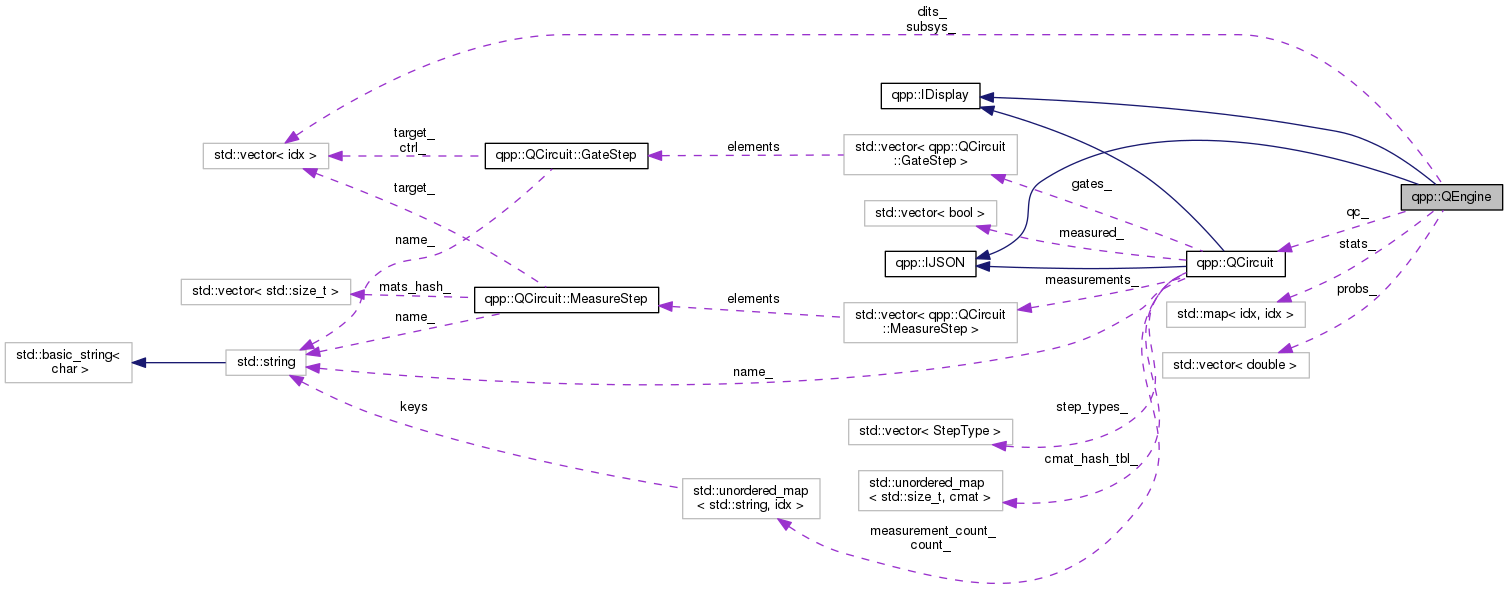 dits_
subsys_
qpp::IDisplay
target_
ctrl_
std::vector< idx >
qpp::QCircuit::GateStep
elements
std::vector< qpp::QCircuit
::GateStep >
gates_
qpp::QEngine
target_
std::vector< bool >
qc_
measured_
name_
stats_
qpp::IJSON
qpp::QCircuit
mats_hash_
measurements_
probs_
std::vector< std::size_t >
qpp::QCircuit::MeasureStep
elements
std::map< idx, idx >
name_
std::vector< qpp::QCircuit
::MeasureStep >
std::basic_string<
char >
std::string
name_
std::vector< double >
keys
step_types_
std::vector< StepType >
cmat_hash_tbl_
std::unordered_map
< std::size_t, cmat >
std::unordered_map
< std::string, idx >
measurement_count_
count_